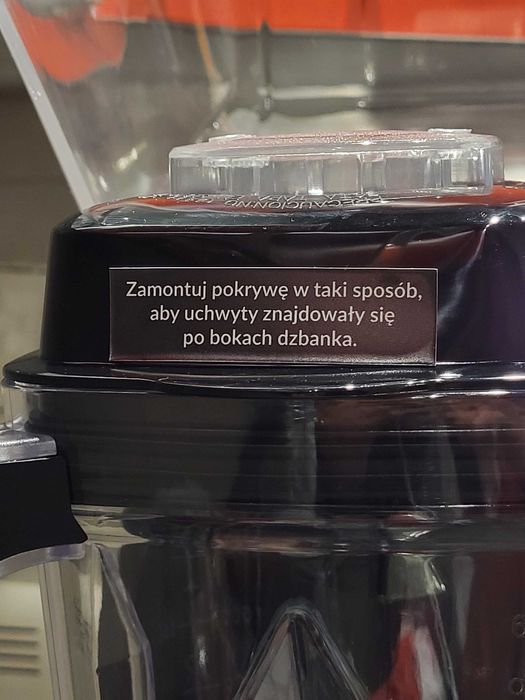 Zamontuj pokrywę w taki sposób,
aby uchwyty znajdowały się
po bokach dzbanka.